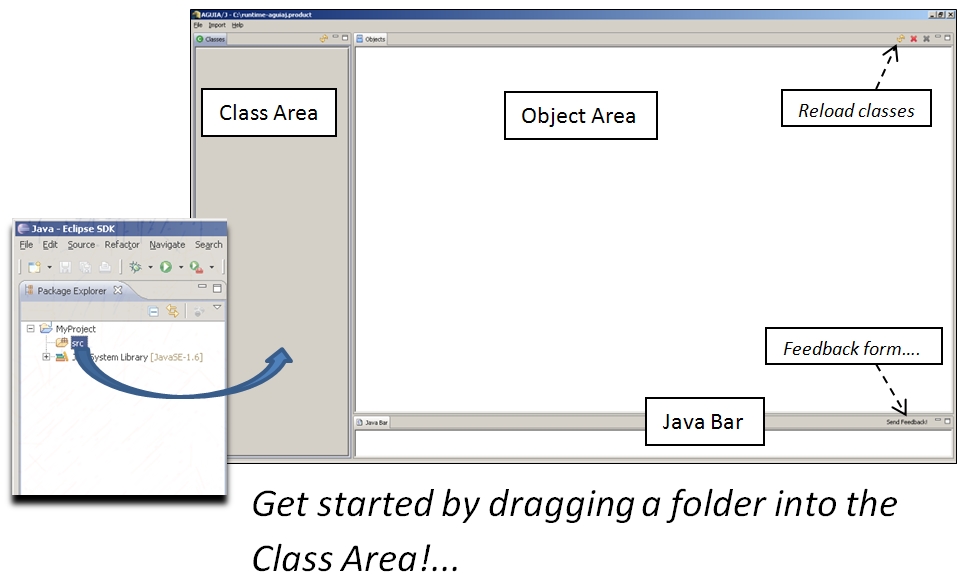 AGUIA/J - C:\runtime-aguiaj.product
File Import Help
Classes
Objects
Class Area
Object Area
Reload classes
Java - Eclipse SDK
File Edit Source Refactor Navigate Search
Package Explorer
MyProject
src
System Library [JavaSE-1.6]
Feedback form....
Java Bar
Java Bar
Send Feedback!
Get started by dragging a folder into the
Class Area!...